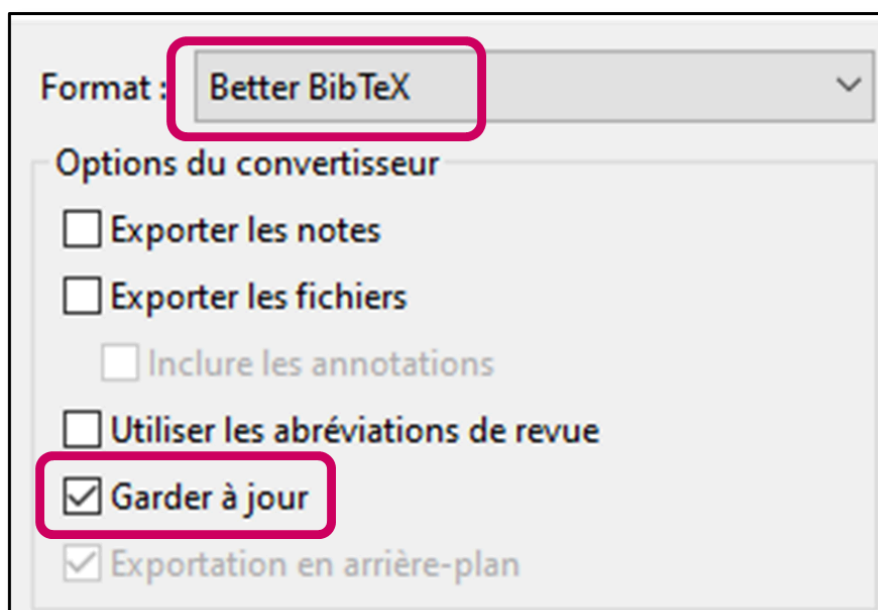 Format : Better BibTeX
Options du convertisseur
Exporter les notes
Exporter les fichiers
Inclure les annotations
Utiliser les abréviations de revue
Garder à jour
Exportation en arrière-plan